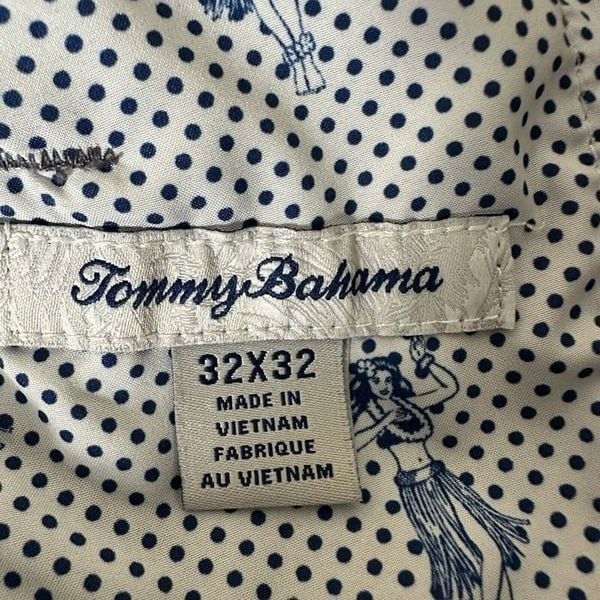 Tommy Bahama
32X32
MADE IN
VIETNAM
FABRIQUE
AU VIETNAM